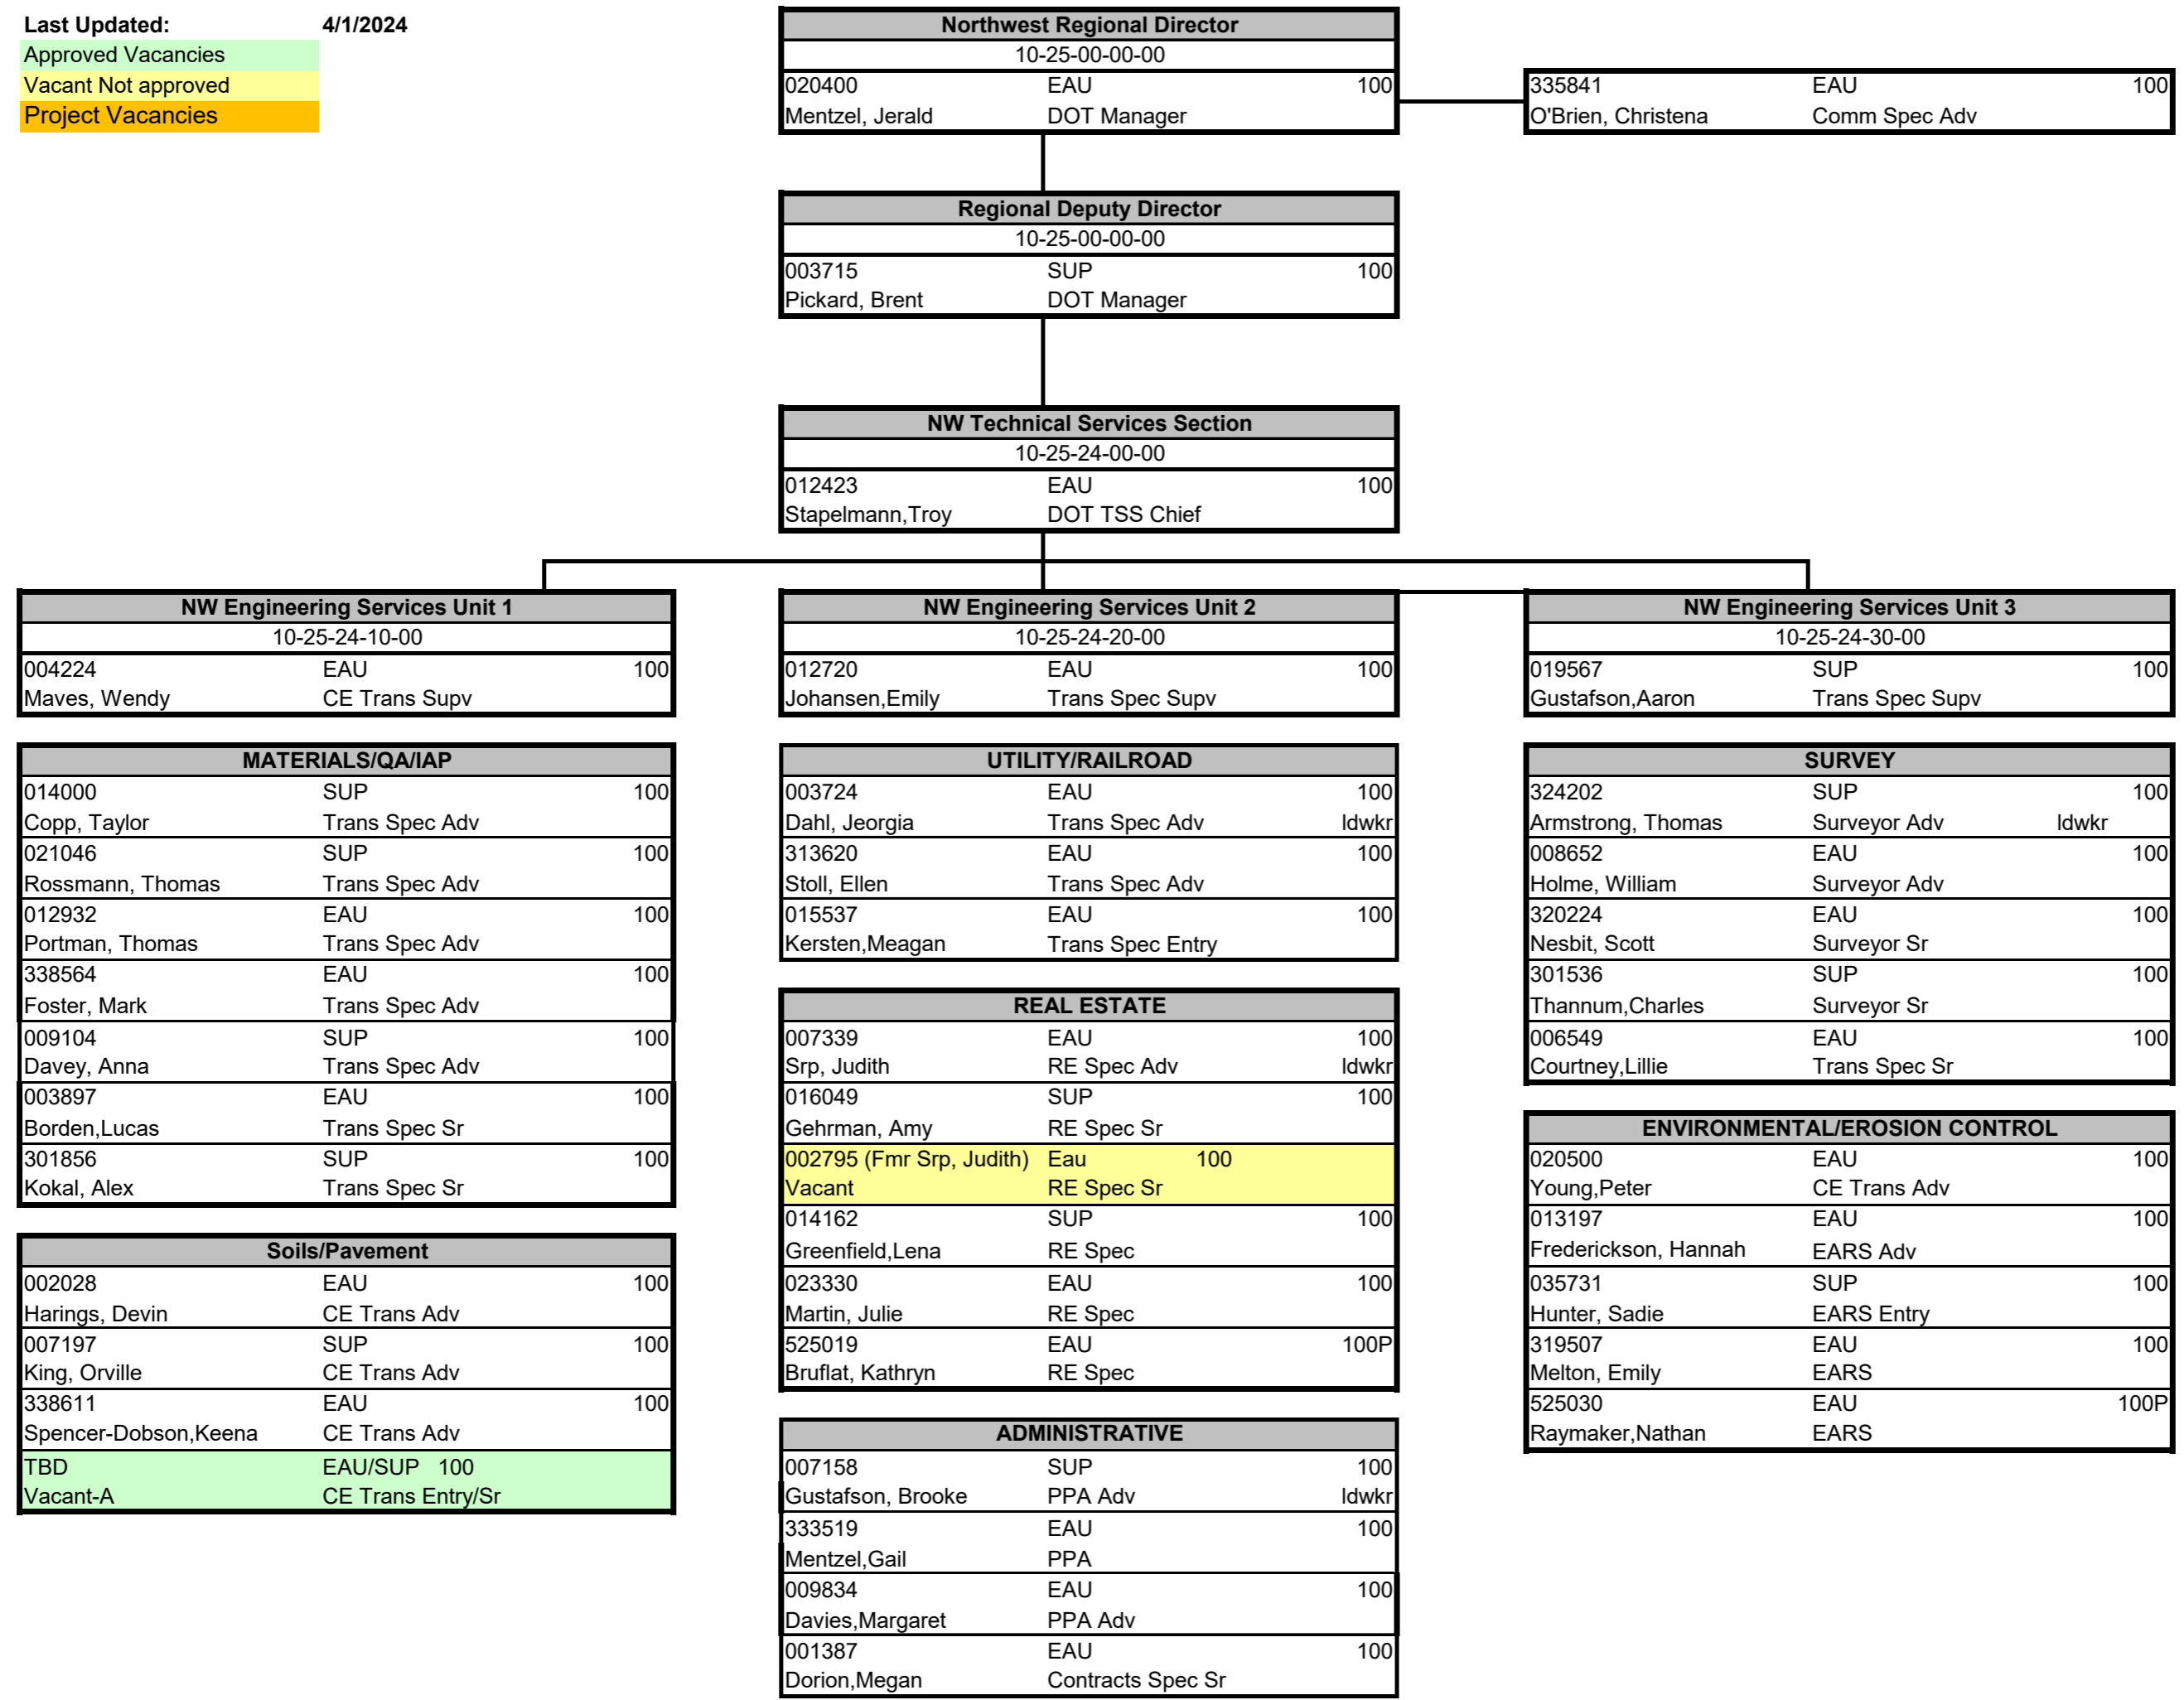 Last Updated: 4/1/2024
Approved Vacancies
Vacant Not approved
Project Vacancies
Northwest Regional Director
10-25-00-00-00
020400 EAU 100
Mentzel, Jerald DOT Manager
335841 EAU 100
O'Brien, Christena Comm Spec Adv
Regional Deputy Director
10-25-00-00-00
003715 SUP 100
Pickard, Brent DOT Manager
NW Technical Services Section
10-25-24-00-00
012423 EAU 100
Stapelmann,Troy DOT TSS Chief
NW Engineering Services Unit 1
10-25-24-10-00
004224 EAU 100
Maves, Wendy CE Trans Supv
MATERIALS/QA/IAP
014000 SUP 100
Copp, Taylor Trans Spec Adv
021046 SUP 100
Rossmann, Thomas Trans Spec Adv
012932 EAU 100
Portman, Thomas Trans Spec Adv
338564 EAU 100
Foster, Mark Trans Spec Adv
009104 SUP 100
Davey, Anna Trans Spec Adv
003897 EAU 100
Borden,Lucas Trans Spec Sr
301856 SUP 100
Kokal, Alex Trans Spec Sr
Soils/Pavement
002028 EAU 100
Harings, Devin CE Trans Adv
007197 SUP 100
King, Orville CE Trans Adv
338611 EAU 100
Spencer-Dobson,Keena CE Trans Adv
TBD EAU/SUP 100
Vacant-A CE Trans Entry/Sr
NW Engineering Services Unit 2
10-25-24-20-00
012720 EAU 100
Johansen,Emily Trans Spec Supv
UTILITY/RAILROAD
003724 EAU 100
Dahl, Jeorgia Trans Spec Adv ldwkr
313620 EAU 100
Stoll, Ellen Trans Spec Adv
015537 EAU 100
Kersten,Meagan Trans Spec Entry
REAL ESTATE
007339 EAU 100
Srp, Judith RE Spec Adv ldwkr
016049 SUP 100
Gehrman, Amy RE Spec Sr
002795 (Fmr Srp, Judith) Eau 100
Vacant RE Spec Sr
014162 SUP 100
Greenfield,Lena RE Spec
023330 EAU 100
Martin, Julie RE Spec
525019 EAU 100P
Bruflat, Kathryn RE Spec
ADMINISTRATIVE
007158 SUP 100
Gustafson, Brooke PPA Adv ldwkr
333519 EAU 100
Mentzel,Gail PPA
009834 EAU 100
Davies,Margaret PPA Adv
001387 EAU 100
Dorion,Megan Contracts Spec Sr
NW Engineering Services Unit 3
10-25-24-30-00
019567 SUP 100
Gustafson,Aaron Trans Spec Supv
SURVEY
324202 SUP 100
Armstrong, Thomas Surveyor Adv ldwkr
008652 EAU 100
Holme, William Surveyor Adv
320224 EAU 100
Nesbit, Scott Surveyor Sr
301536 SUP 100
Thannum,Charles Surveyor Sr
006549 EAU 100
Courtney,Lillie Trans Spec Sr
ENVIRONMENTAL/EROSION CONTROL
020500 EAU 100
Young,Peter CE Trans Adv
013197 EAU 100
Frederickson, Hannah EARS Adv
035731 SUP 100
Hunter, Sadie EARS Entry
319507 EAU 100
Melton, Emily EARS
525030 EAU 100P
Raymaker,Nathan EARS